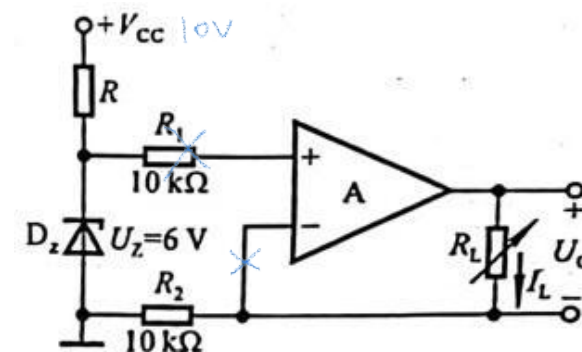 +V_CC 10V
R
R_1
10 kΩ
+
A
−
D_z U_Z=6 V
R_2
10 kΩ
R_L
I_L
+
U_o
−